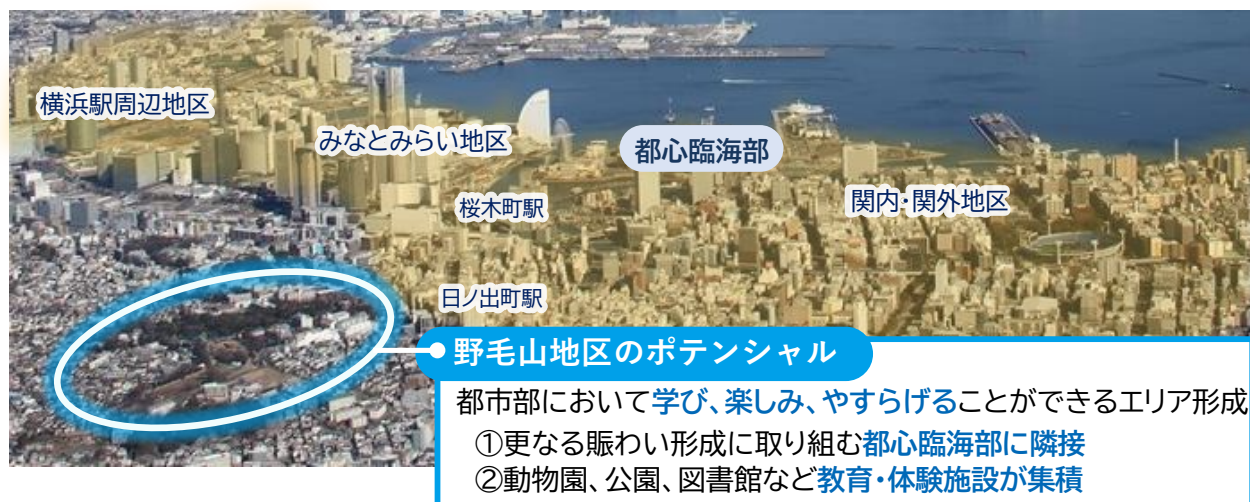 横浜駅周辺地区
みなとみらい地区
都心臨海部
桜木町駅
関内・関外地区
日ノ出町駅
野毛山地区のポテンシャル
都市部において学び、楽しみ、やすらげることができるエリア形成
①更なる賑わい形成に取り組む都心臨海部に隣接
②動物園、公園、図書館など教育・体験施設が集積